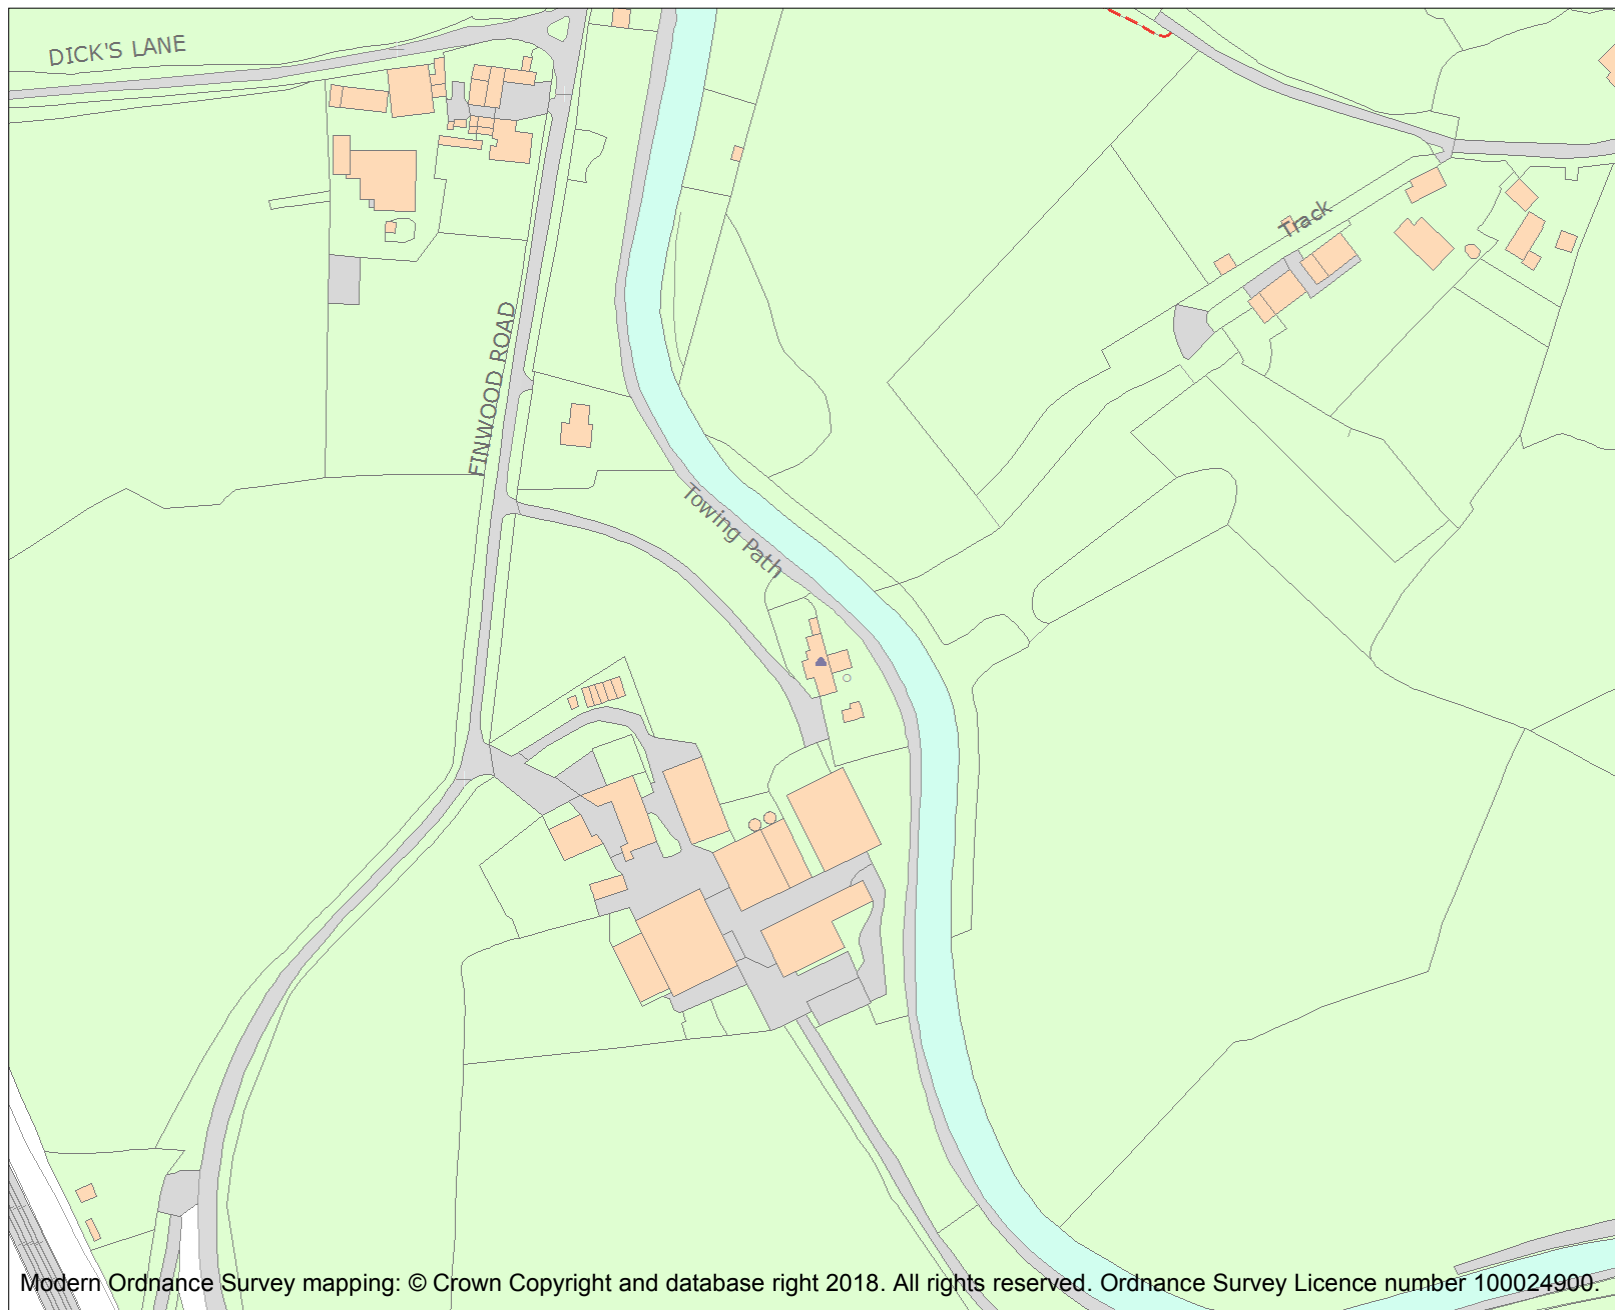 DICK'S LANE
Track
FINWOOD ROAD
Towing Path
Modern Ordnance Survey mapping: © Crown Copyright and database right 2018. All rights reserved. Ordnance Survey Licence number 100024900.